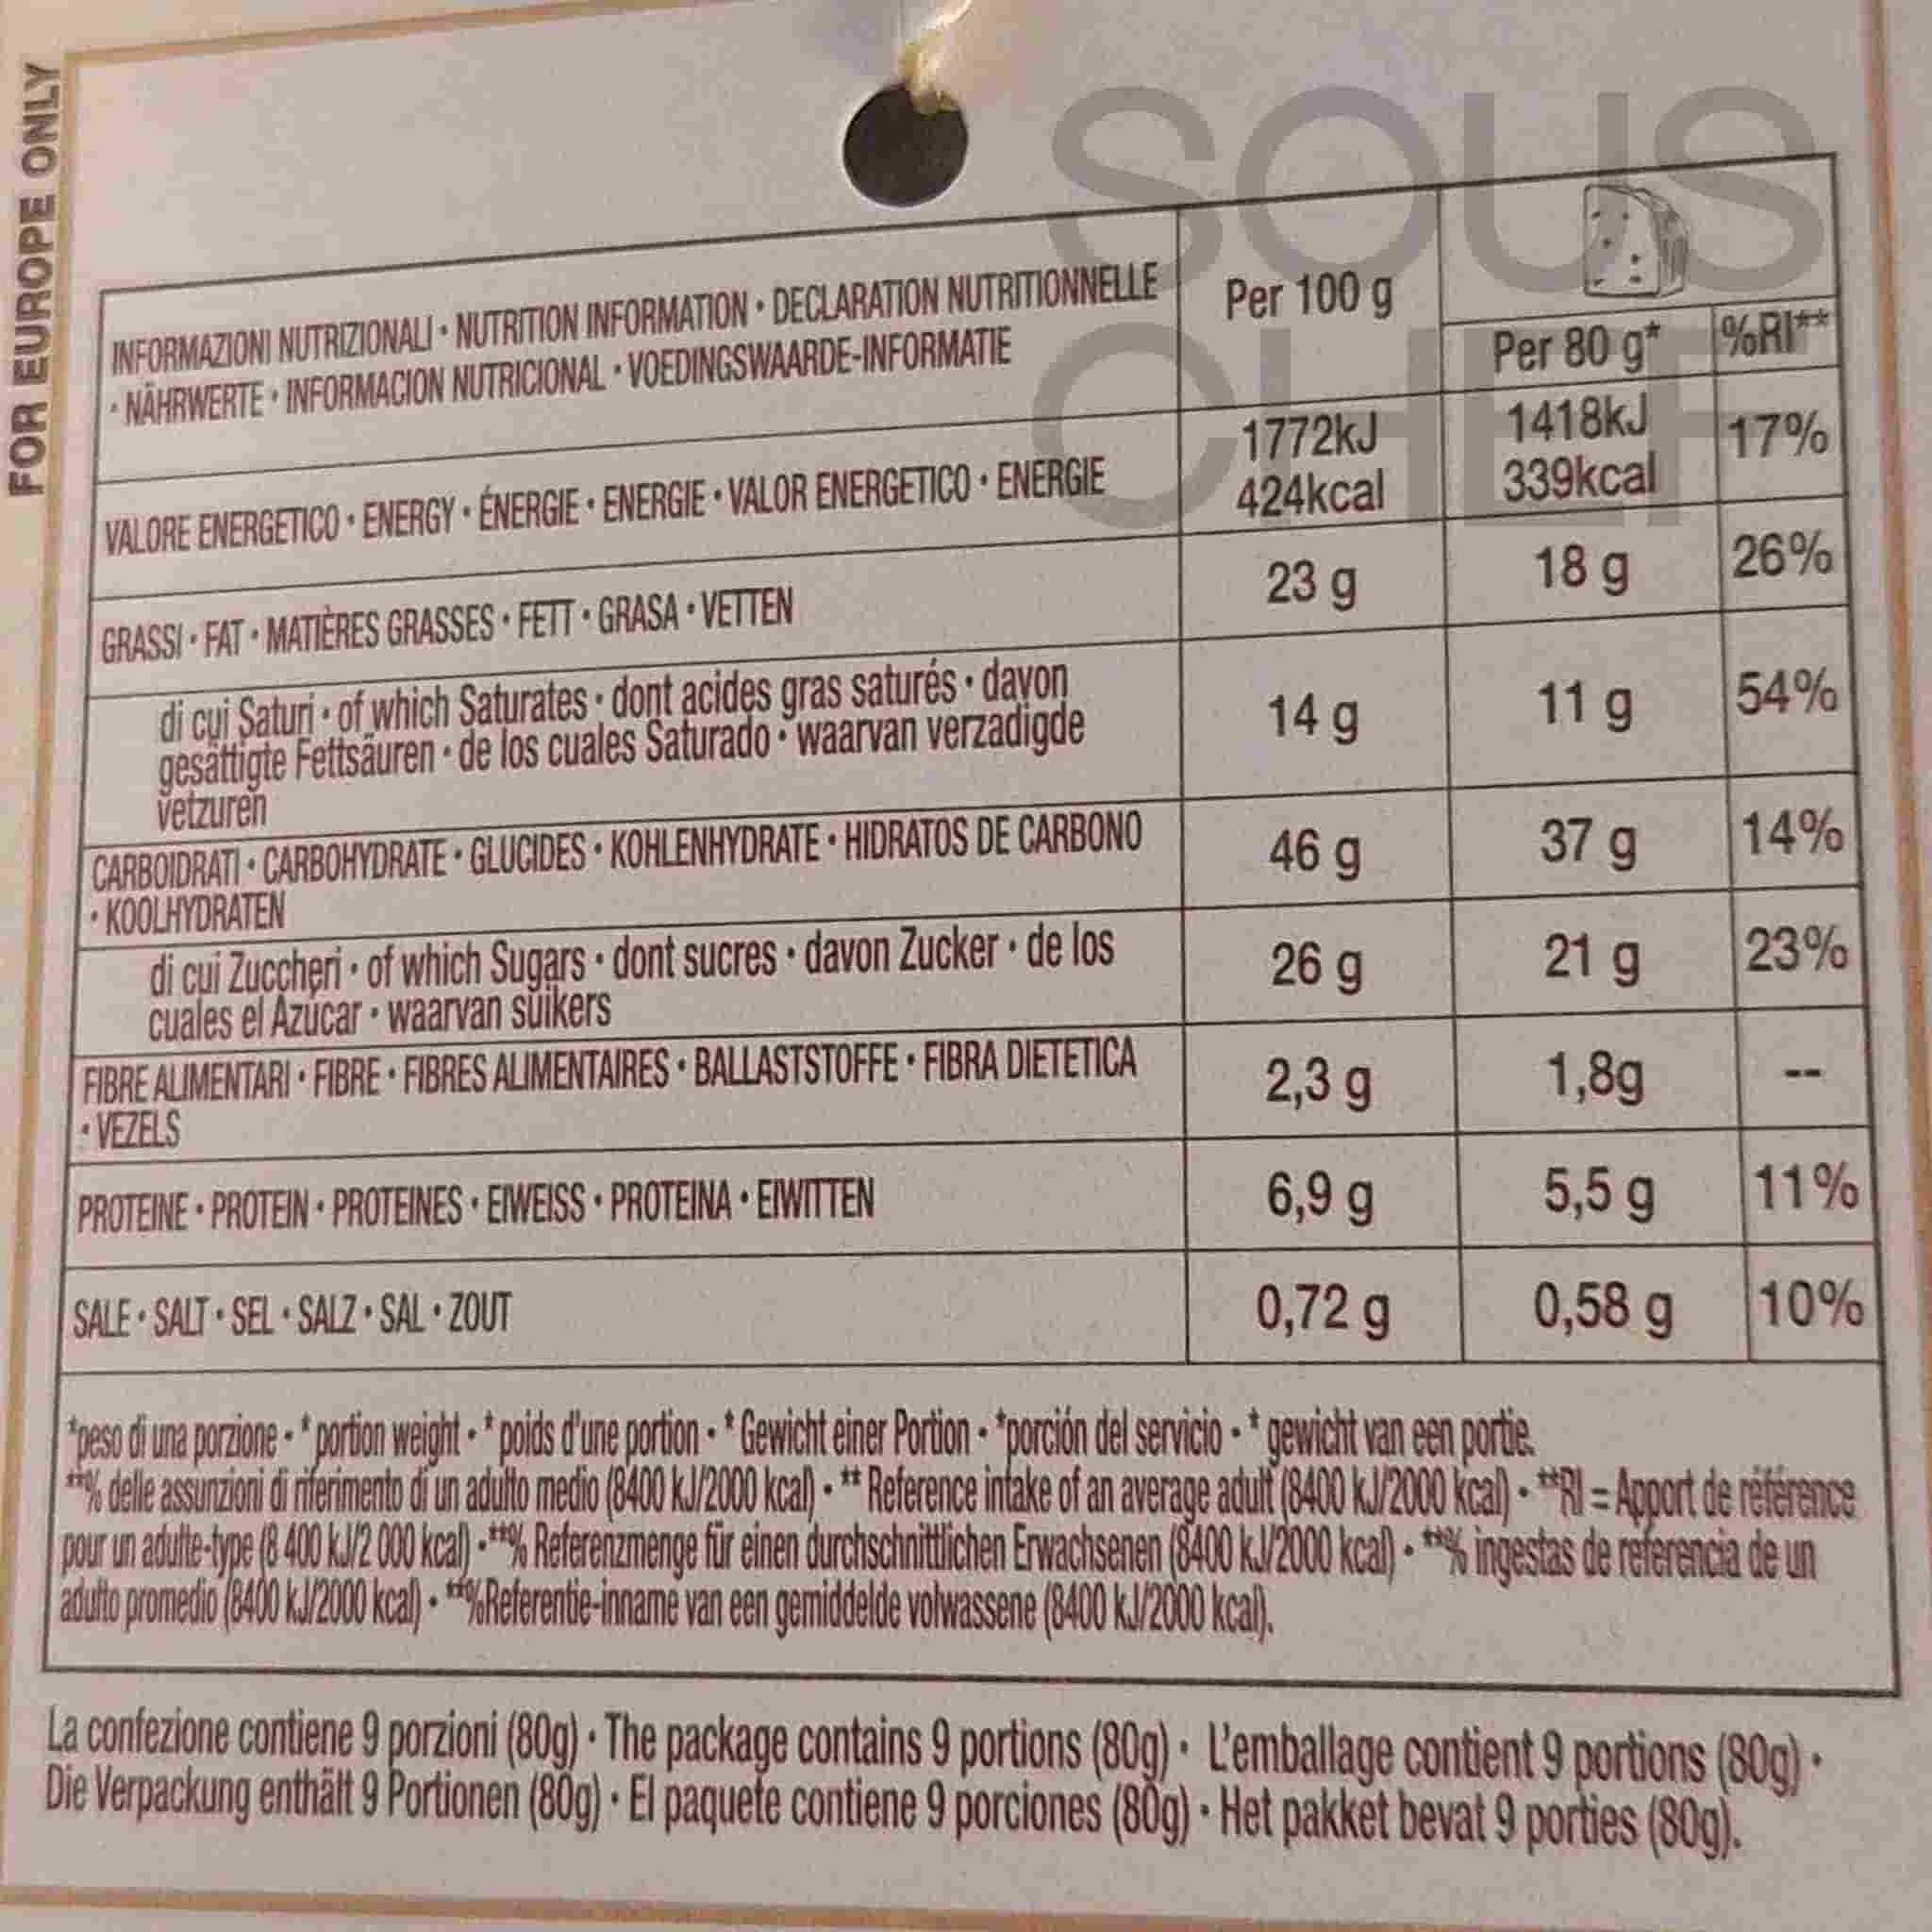 FOR EUROPE ONLY
SOUS
CHEF
INFORMAZIONI NUTRIZIONALI • NUTRITION INFORMATION • DECLARATION NUTRITIONNELLE
• NÄHRWERTE • INFORMACION NUTRICIONAL • VOEDINGSWAARDE-INFORMATIE
Per 100 g
Per 80 g* %RI**
VALORE ENERGETICO • ENERGY • ÉNERGIE • ENERGIE • VALOR ENERGETICO • ENERGIE
1772kJ 1418kJ 17%
424kcal 339kcal
GRASSI • FAT • MATIÈRES GRASSES • FETT • GRASA • VETTEN 23 g 18 g 26%
di cui Saturi • of which Saturates • dont acides gras saturés • davon
gesättigte Fettsäuren • de los cuales Saturado • waarvan verzadigde
vetzuren
14 g 11 g 54%
CARBOIDRATI • CARBOHYDRATE • GLUCIDES • KOHLENHYDRATE • HIDRATOS DE CARBONO
• KOOLHYDRATEN
46 g 37 g 14%
di cui Zuccheri • of which Sugars • dont sucres • davon Zucker • de los
cuales el Azúcar • waarvan suikers
26 g 21 g 23%
FIBRE ALIMENTARI • FIBRE • FIBRES ALIMENTAIRES • BALLASTSTOFFE • FIBRA DIETETICA
• VEZELS
2,3 g 1,8g --
PROTEINE • PROTEIN • PROTEINES • EIWEISS • PROTEINA • EIWITTEN 6,9 g 5,5 g 11%
SALE • SALT • SEL • SALZ • SAL • ZOUT 0,72 g 0,58 g 10%
*peso di una porzione - * portion weight - * poids d'une portion - * Gewicht einer Portion - *porción del servicio - * gewicht van een portie.
**% delle assunzioni di riferimento di un adulto medio (8400 kJ/2000 kcal) - ** Reference intake of an average adult (8400 kJ/2000 kcal) - **RI = Apport de référence
pour un adulte-type (8 400 kJ/2 000 kcal) -**% Referenzmenge für einen durchschnittlichen Erwachsenen (8400 kJ/2000 kcal) - **% ingestas de referencia de un
adulto promedio (8400 kJ/2000 kcal) - **%Referentie-inname van een gemiddelde volwassene (8400 kJ/2000 kcal).
La confezione contiene 9 porzioni (80g) • The package contains 9 portions (80g) • L'emballage contient 9 portions (80g) •
Die Verpackung enthält 9 Portionen (80g) • El paquete contiene 9 porciones (80g) • Het pakket bevat 9 porties (80g).